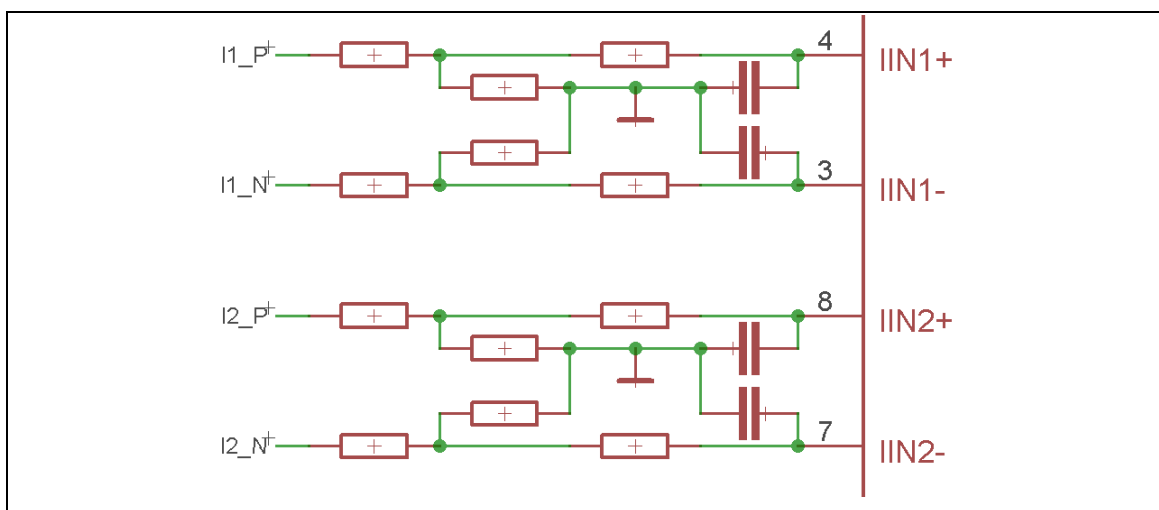 I1_P 4 IIN1+
I1_N 3 IIN1-
I2_P 8 IIN2+
I2_N 7 IIN2-